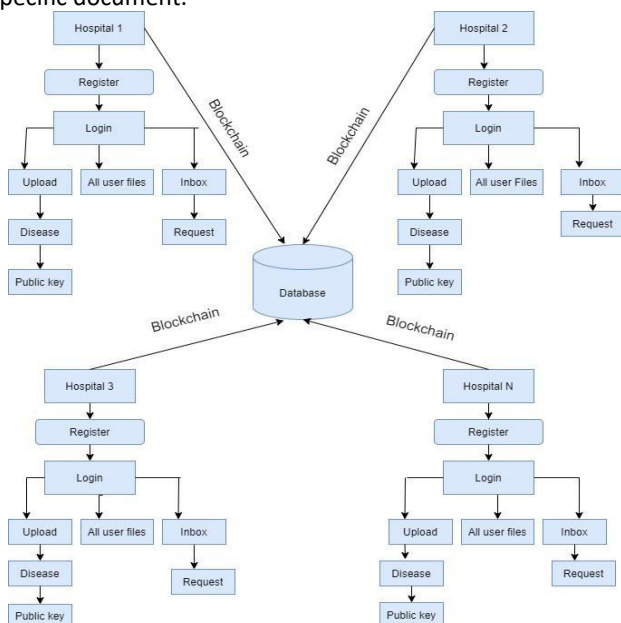 pecific document.
Hospital 1
Register
Login
Upload
All user files
Inbox
Disease
Request
Public key
Blockchain
Hospital 2
Register
Login
Upload
All user Files
Inbox
Disease
Request
Public key
Blockchain
Database
Blockchain
Hospital 3
Register
Login
Upload
All user files
Inbox
Disease
Request
Public key
Blockchain
Hospital N
Register
Login
Upload
All user files
Inbox
Disease
Request
Public key